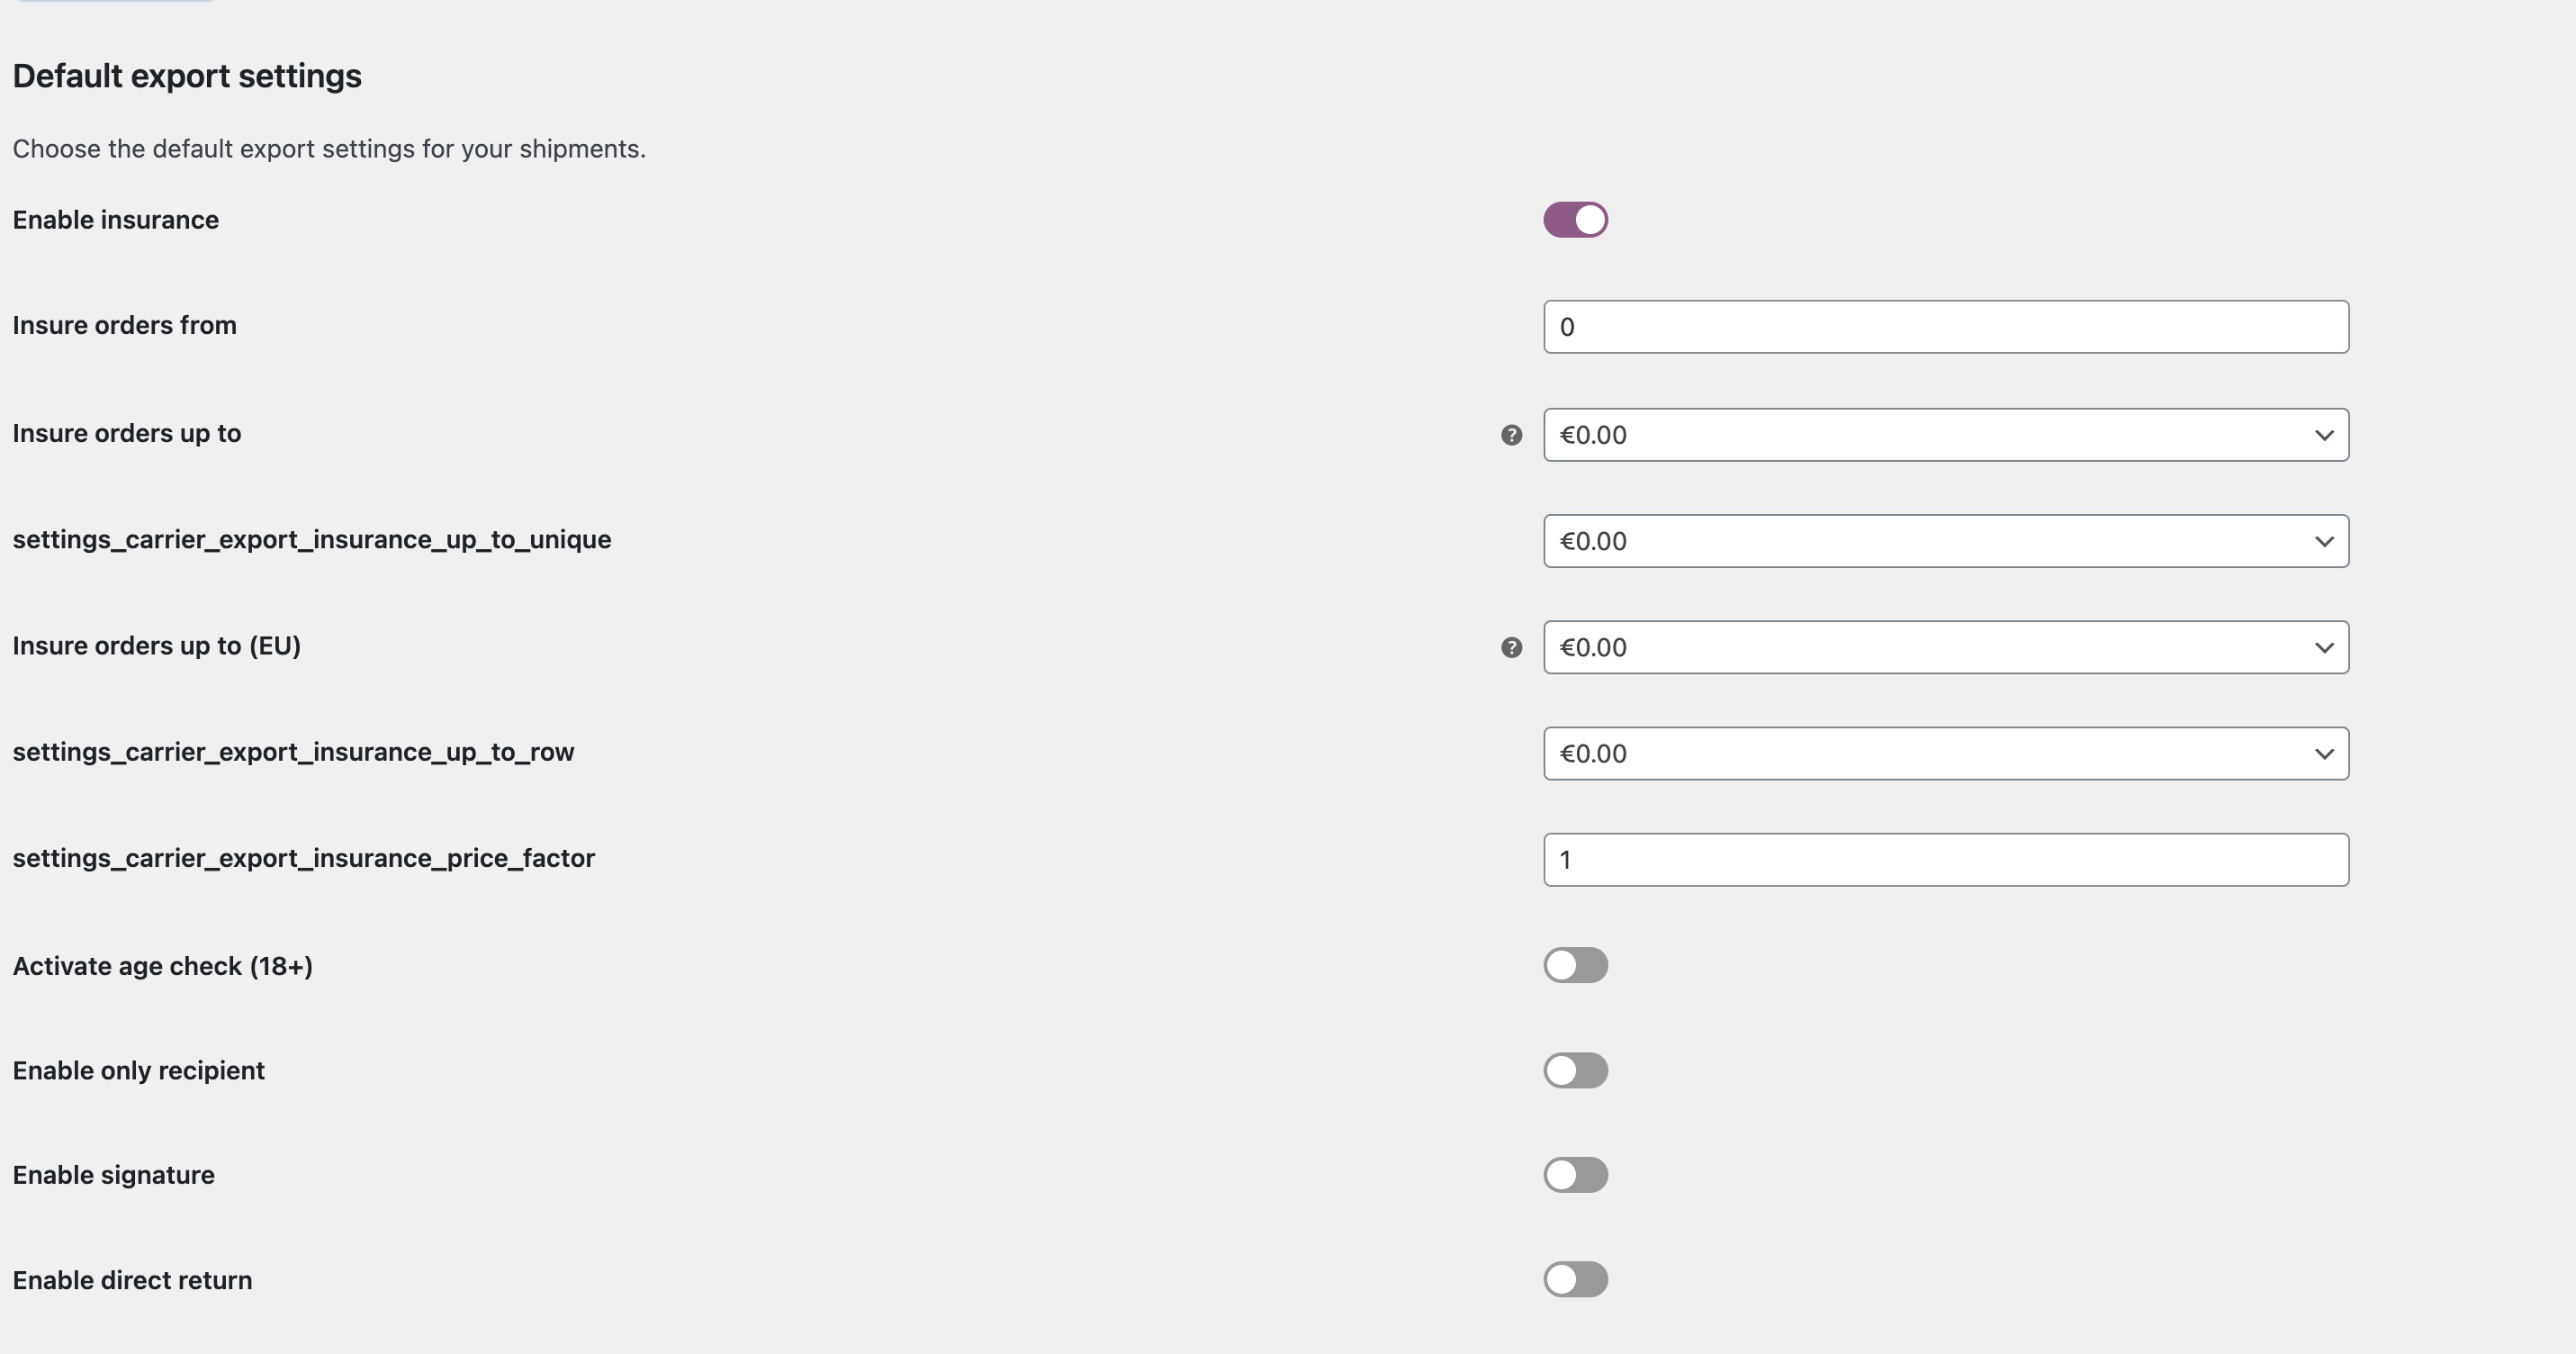 Default export settings
Choose the default export settings for your shipments.
Enable insurance
Insure orders from
0
Insure orders up to
?
€0.00
settings_carrier_export_insurance_up_to_unique
€0.00
Insure orders up to (EU)
?
€0.00
settings_carrier_export_insurance_up_to_row
€0.00
settings_carrier_export_insurance_price_factor
1
Activate age check (18+)
Enable only recipient
Enable signature
Enable direct return